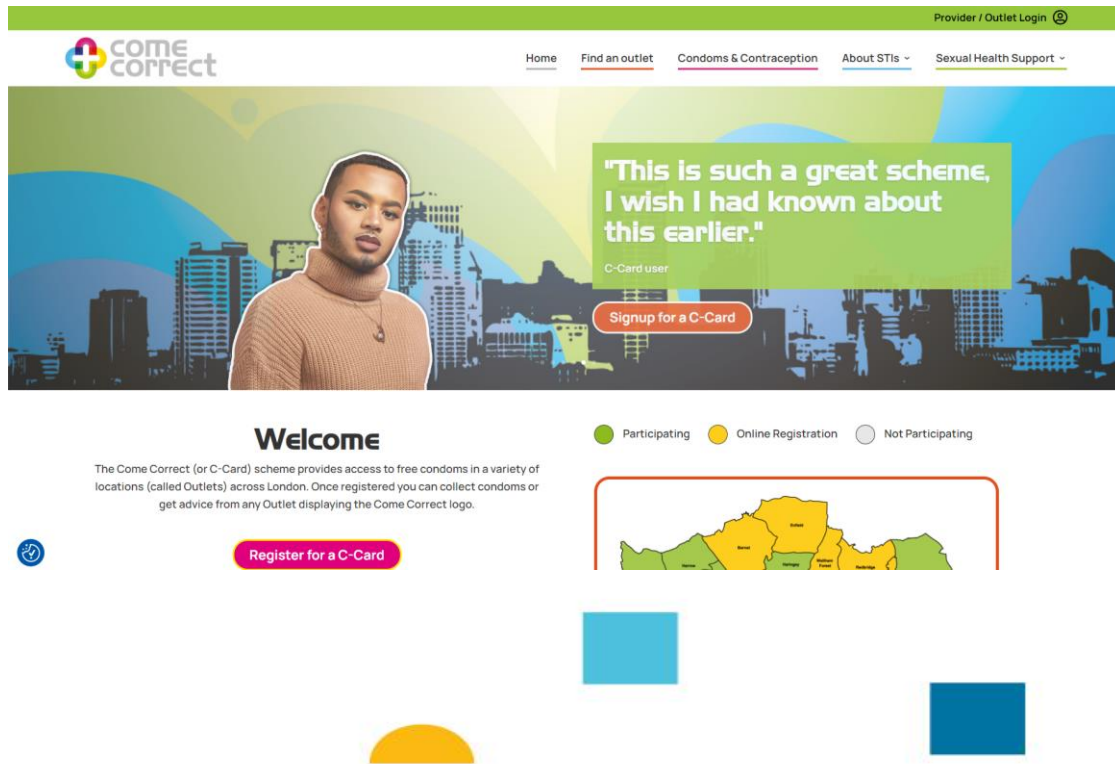 Provider / Outlet Login
come
correct
Home Find an outlet Condoms & Contraception About STIs Sexual Health Support
"This is such a great scheme,
I wish I had known about
this earlier."
C-Card user
Signup for a C-Card
Welcome
The Come Correct (or C-Card) scheme provides access to free condoms in a variety of
locations (called Outlets) across London. Once registered you can collect condoms or
get advice from any Outlet displaying the Come Correct logo.
Register for a C-Card
Participating Online Registration Not Participating
Enfield
Barnet
Harrow
Haringey
Waltham
Forest
Redbridge